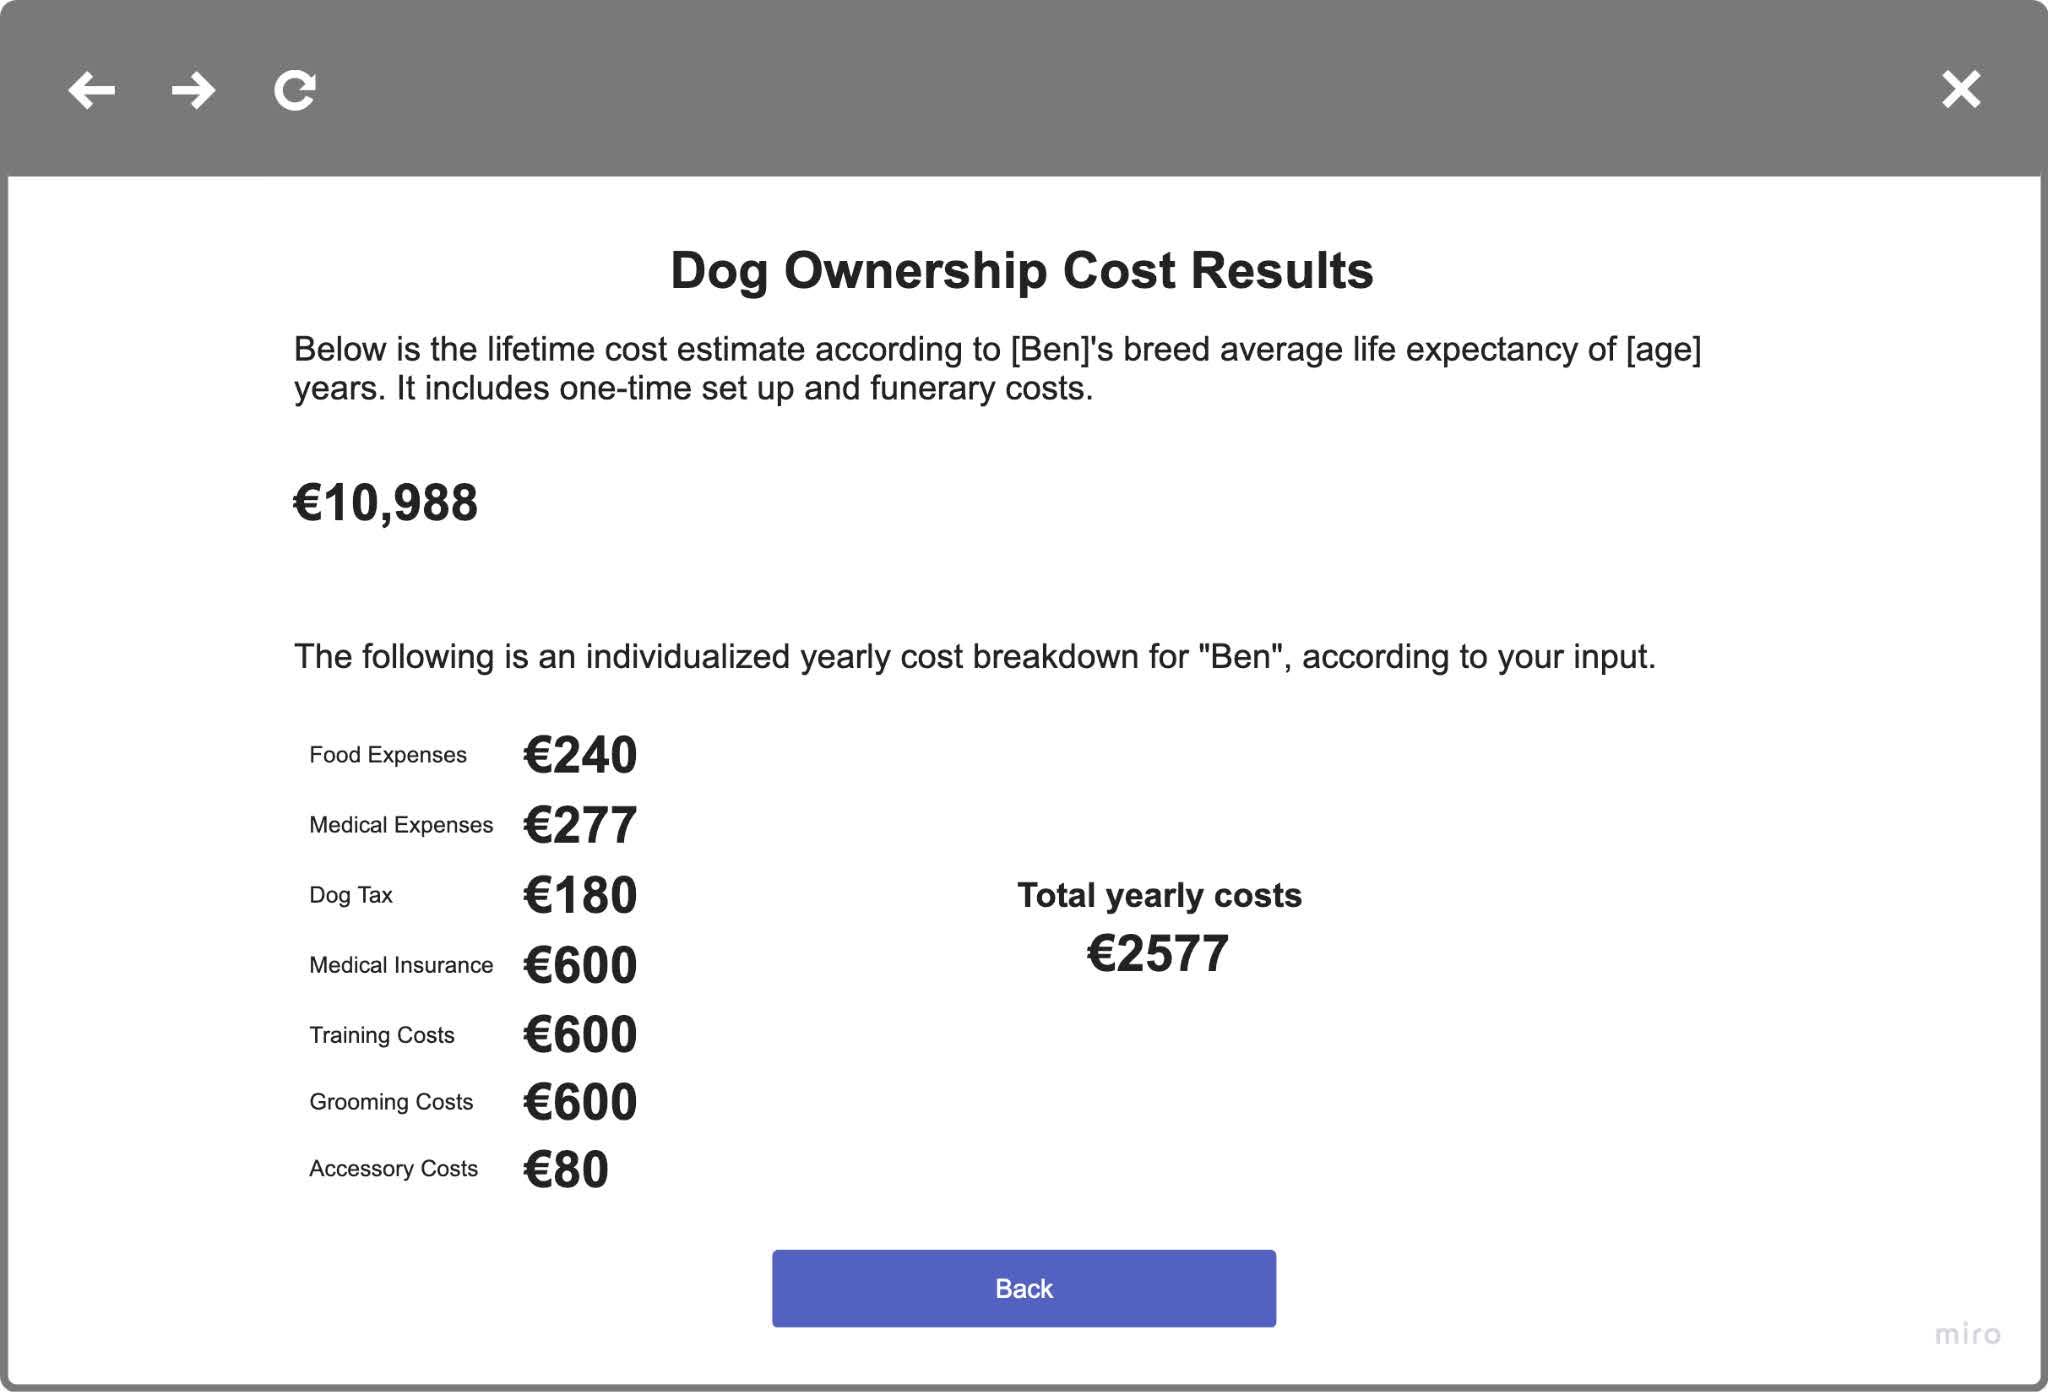 Dog Ownership Cost Results
Below is the lifetime cost estimate according to [Ben]'s breed average life expectancy of [age]
years. It includes one-time set up and funerary costs.
€10,988
The following is an individualized yearly cost breakdown for "Ben", according to your input.
Food Expenses €240
Medical Expenses €277
Dog Tax €180
Medical Insurance €600
Training Costs €600
Grooming Costs €600
Accessory Costs €80
Total yearly costs
€2577
Back
miro